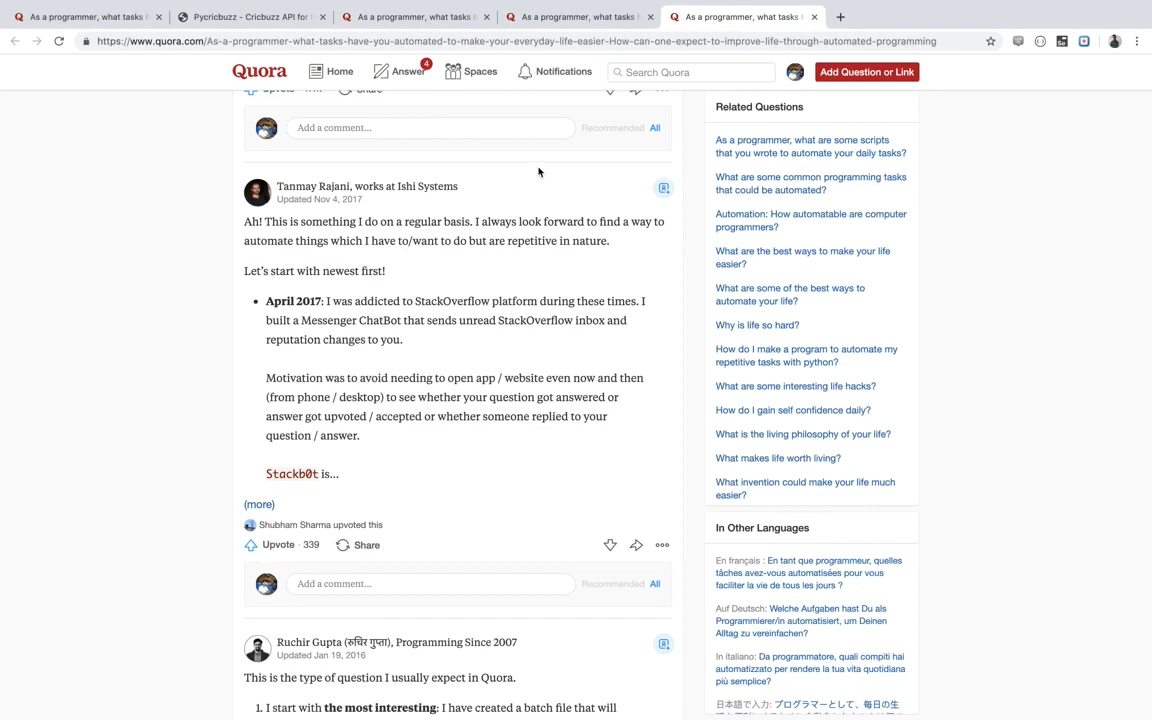 As a programmer, what tasks h
Pycricbuzz - Cricbuzz API for
As a programmer, what tasks h
As a programmer, what tasks h
As a programmer, what tasks h
https://www.quora.com/As-a-programmer-what-tasks-have-you-automated-to-make-your-everyday-life-easier-How-can-one-expect-to-improve-life-through-automated-programming
Quora
Home
Answer
4
Spaces
Notifications
Search Quora
Add Question or Link
Add a comment...
Recommended All
Tanmay Rajani, works at Ishi Systems
Updated Nov 4, 2017
Ah! This is something I do on a regular basis. I always look forward to find a way to
automate things which I have to/want to do but are repetitive in nature.
Let's start with newest first!
• April 2017: I was addicted to StackOverflow platform during these times. I
built a Messenger ChatBot that sends unread StackOverflow inbox and
reputation changes to you.
Motivation was to avoid needing to open app / website even now and then
(from phone / desktop) to see whether your question got answered or
answer got upvoted / accepted or whether someone replied to your
question / answer.
Stackb0t is...
(more)
Shubham Sharma upvoted this
Upvote · 339 Share
Add a comment...
Recommended All
Ruchir Gupta (रुचिर गुप्ता), Programming Since 2007
Updated Jan 19, 2016
This is the type of question I usually expect in Quora.
1. I start with the most interesting: I have created a batch file that will
Related Questions
As a programmer, what are some scripts
that you wrote to automate your daily tasks?
What are some common programming tasks
that could be automated?
Automation: How automatable are computer
programmers?
What are the best ways to make your life
easier?
What are some of the best ways to
automate your life?
Why is life so hard?
How do I make a program to automate my
repetitive tasks with python?
What are some interesting life hacks?
How do I gain self confidence daily?
What is the living philosophy of your life?
What makes life worth living?
What invention could make your life much
easier?
In Other Languages
En français : En tant que programmeur, quelles
tâches avez-vous automatisées pour vous
faciliter la vie de tous les jours ?
Auf Deutsch: Welche Aufgaben hast Du als
Programmierer/in automatisiert, um Deinen
Alltag zu vereinfachen?
In italiano: Da programmatore, quali compiti hai
automatizzato per rendere la tua vita quotidiana
più semplice?
日本語で入力: プログラマーとして、毎日の生